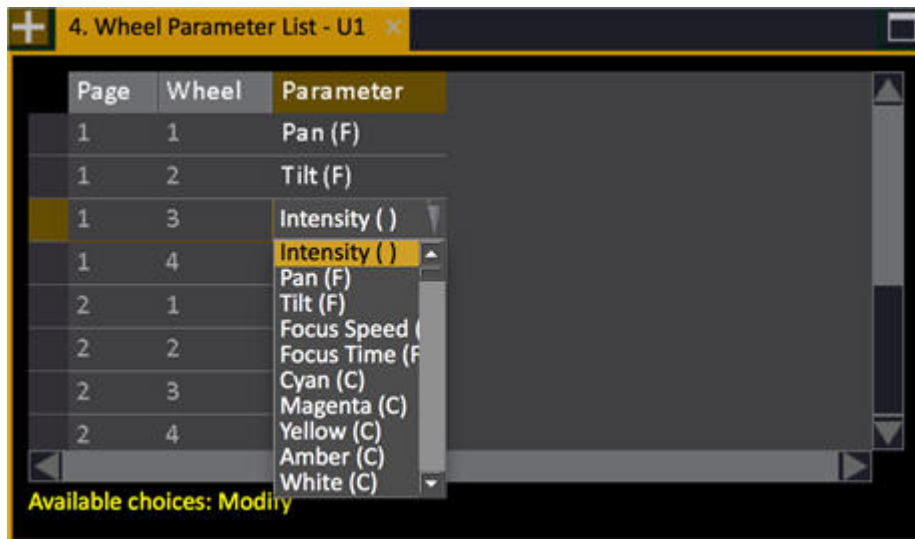 4. Wheel Parameter List - U1
Page Wheel Parameter
1 1 Pan (F)
1 2 Tilt (F)
1 3 Intensity ( )
1 4
2 1
2 2
2 3
2 4
Intensity ( )
Pan (F)
Tilt (F)
Focus Speed (
Focus Time (F
Cyan (C)
Magenta (C)
Yellow (C)
Amber (C)
White (C)
Available choices: Modify